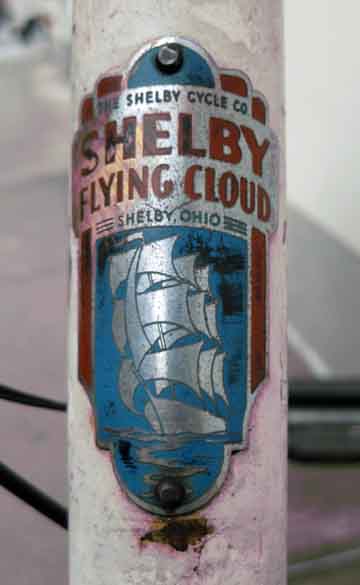 THE SHELBY CYCLE CO.
SHELBY
FLYING CLOUD
SHELBY, OHIO